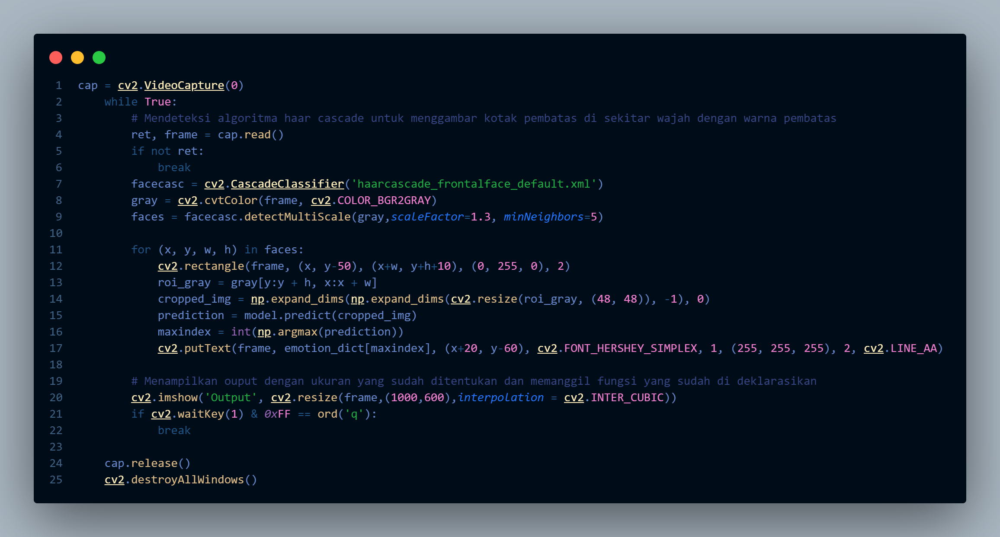 1 cap = cv2.VideoCapture(0)
2     while True:
3         # Mendeteksi algoritma haar cascade untuk menggambar kotak pembatas di sekitar wajah dengan warna pembatas
4         ret, frame = cap.read()
5         if not ret:
6             break
7         facecasc = cv2.CascadeClassifier('haarcascade_frontalface_default.xml')
8         gray = cv2.cvtColor(frame, cv2.COLOR_BGR2GRAY)
9         faces = facecasc.detectMultiScale(gray,scaleFactor=1.3, minNeighbors=5)
10
11         for (x, y, w, h) in faces:
12             cv2.rectangle(frame, (x, y-50), (x+w, y+h+10), (0, 255, 0), 2)
13             roi_gray = gray[y:y + h, x:x + w]
14             cropped_img = np.expand_dims(np.expand_dims(cv2.resize(roi_gray, (48, 48)), -1), 0)
15             prediction = model.predict(cropped_img)
16             maxindex = int(np.argmax(prediction))
17             cv2.putText(frame, emotion_dict[maxindex], (x+20, y-60), cv2.FONT_HERSHEY_SIMPLEX, 1, (255, 255, 255), 2, cv2.LINE_AA)
18
19         # Menampilkan ouput dengan ukuran yang sudah ditentukan dan memanggil fungsi yang sudah di deklarasikan
20         cv2.imshow('Output', cv2.resize(frame,(1000,600),interpolation = cv2.INTER_CUBIC))
21         if cv2.waitKey(1) & 0xFF == ord('q'):
22             break
23
24     cap.release()
25     cv2.destroyAllWindows()